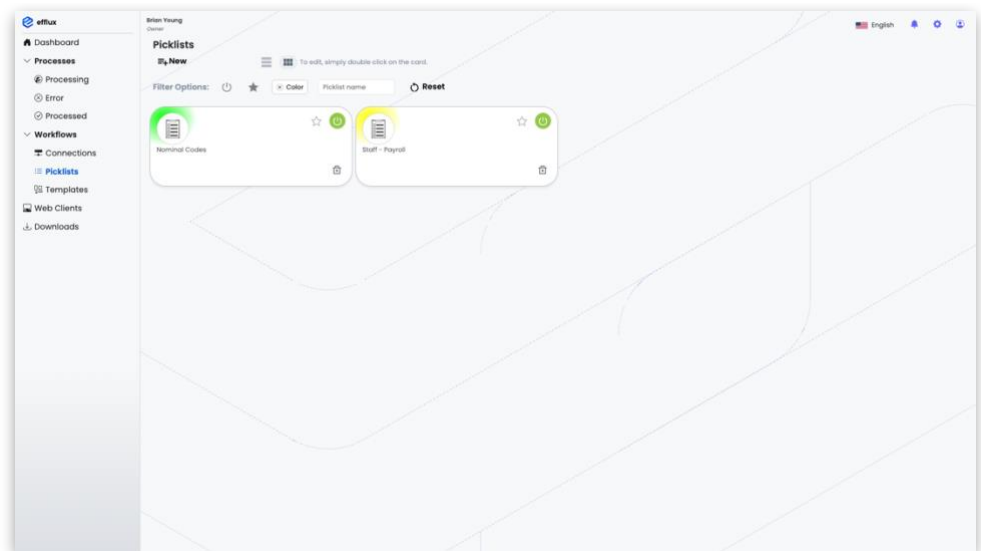 efflux
Dashboard
Processes
Processing
Error
Processed
Workflows
Connections
Picklists
Templates
Web Clients
Downloads
Brian Young
Owner
English
Picklists
New
To edit, simply double click on the card.
Filter Options:
Color
Picklist name
Reset
Nominal Codes
Staff - Payroll